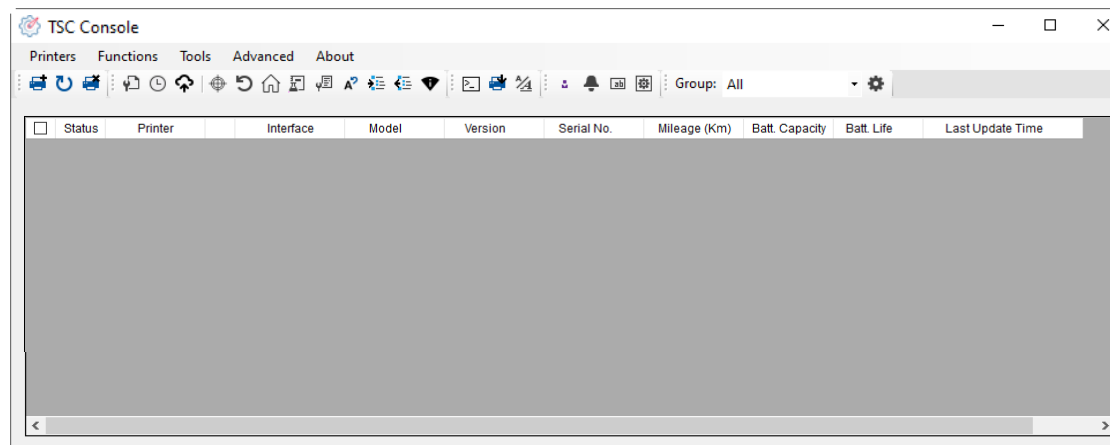 TSC Console
Printers Functions Tools Advanced About
Group: All
Status Printer Interface Model Version Serial No. Mileage (Km) Batt. Capacity Batt. Life Last Update Time